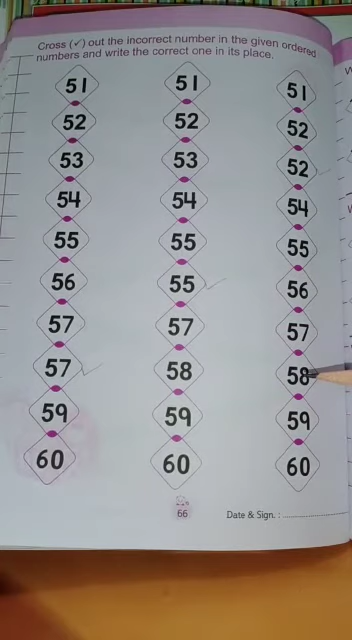 Cross (✓) out the incorrect number in the given ordered
numbers and write the correct one in its place.
51 51 51
52 52 52
53 53 52
54 54 54
55 55 55
56 55 56
57 57 57
57 58 58
59 59 59
60 60 60
66
Date & Sign. :